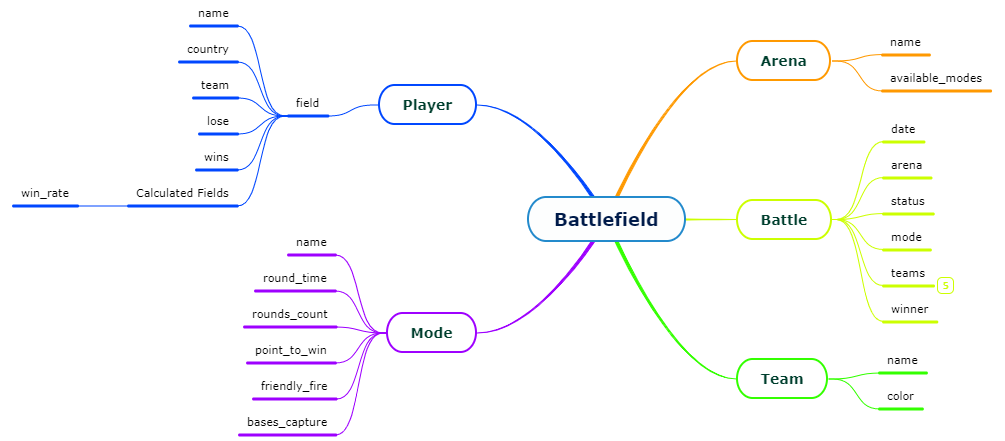 Battlefield
Player
field
name
country
team
lose
wins
Calculated Fields
win_rate
Mode
name
round_time
rounds_count
point_to_win
friendly_fire
bases_capture
Arena
name
available_modes
Battle
date
arena
status
mode
teams
5
winner
Team
name
color